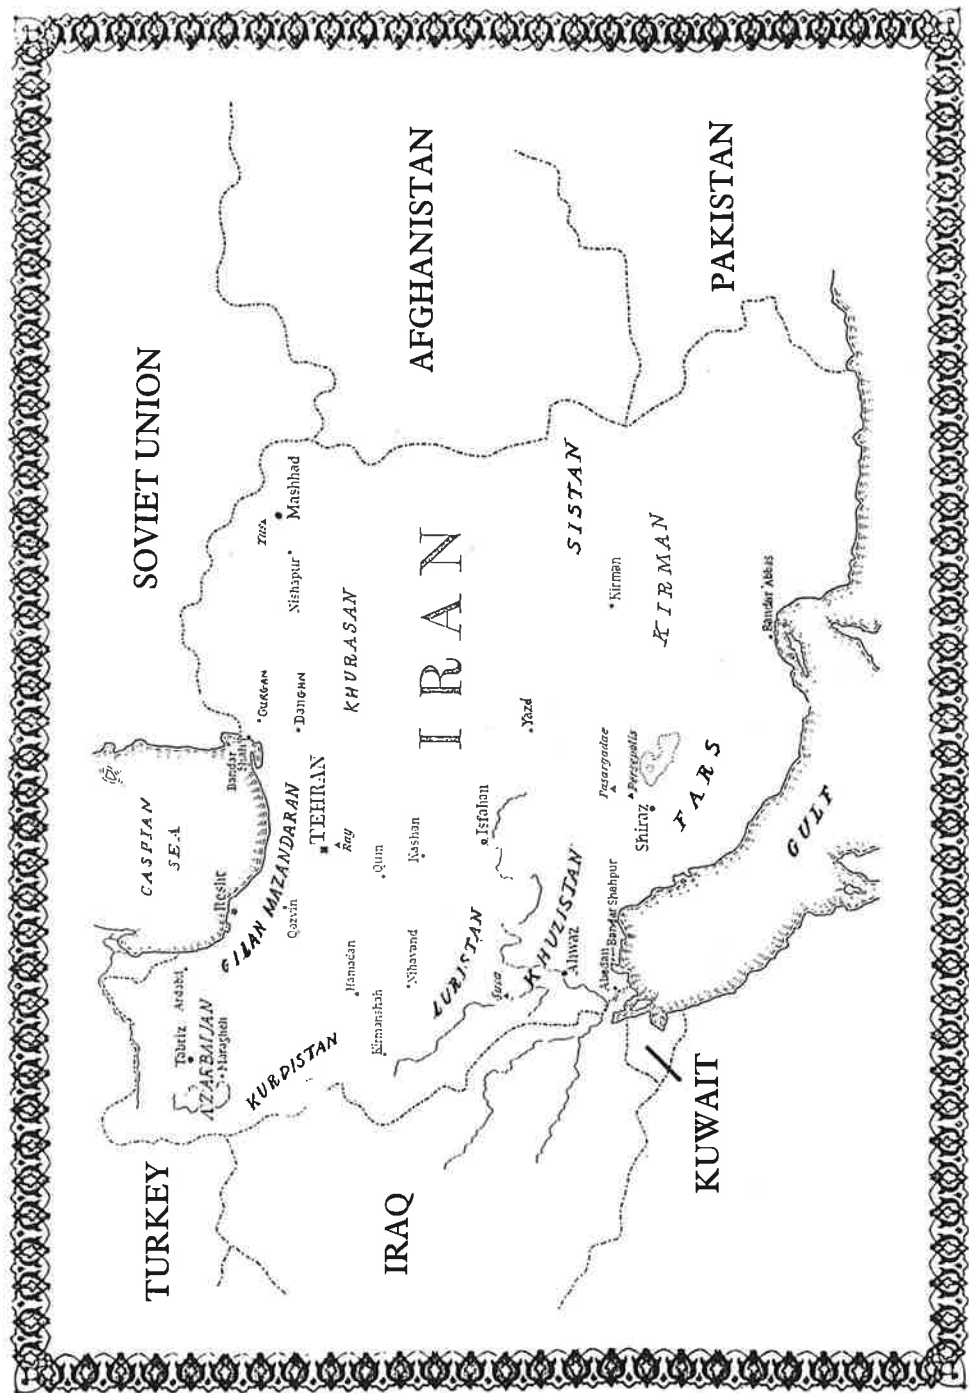 TURKEY
SOVIET UNION
CASPIAN
SEA
Tabriz
Ardabil
AZARBAIJAN
Maragheh
Resht
Bandar
Shah
GILAN
MAZANDARAN
GURGAN
Tus
Mashhad
KURDISTAN
Qazvin
TEHRAN
DamGHN
Nishapur
Ray
KHURASAN
Hamadan
Kirmanshah
Qum
Nihavand
Kashan
IRAQ
IRAN
AFGHANISTAN
LURISTAN
Isfahan
Susa
Yazd
KHUZISTAN
Ahwaz
SISTAN
Abadan
Bandar Shahpur
Pasargadae
Persepolis
Shiraz
Kirman
KIRMAN
FARS
KUWAIT
PAKISTAN
Bandar Abbas
GULF